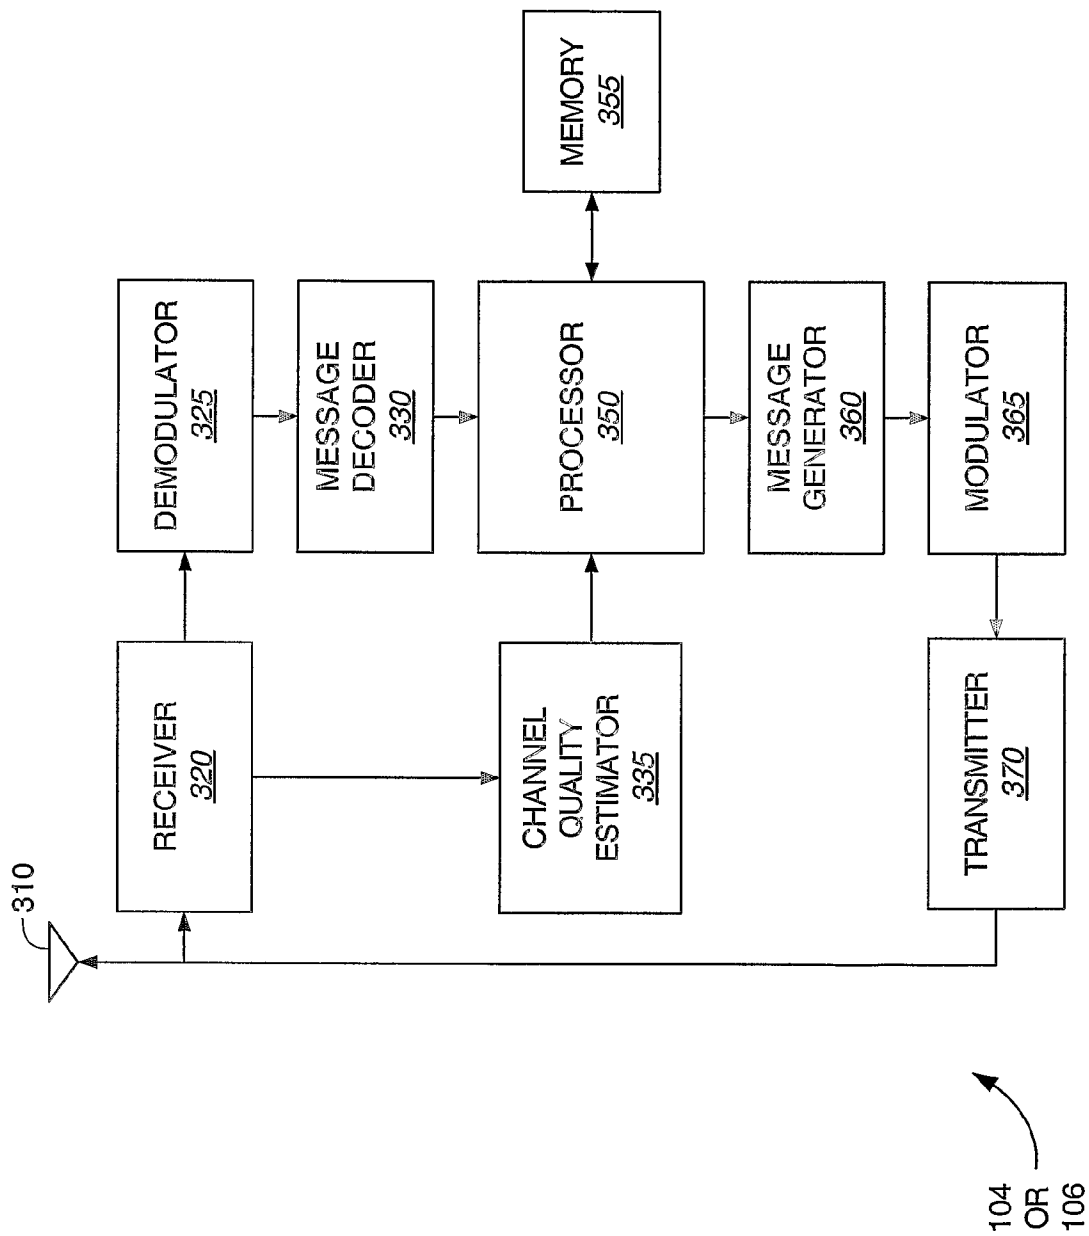 310
RECEIVER
320
DEMODULATOR
325
MESSAGE
DECODER
330
CHANNEL
QUALITY
ESTIMATOR
335
PROCESSOR
350
MEMORY
355
MESSAGE
GENERATOR
360
TRANSMITTER
370
MODULATOR
365
104
OR
106